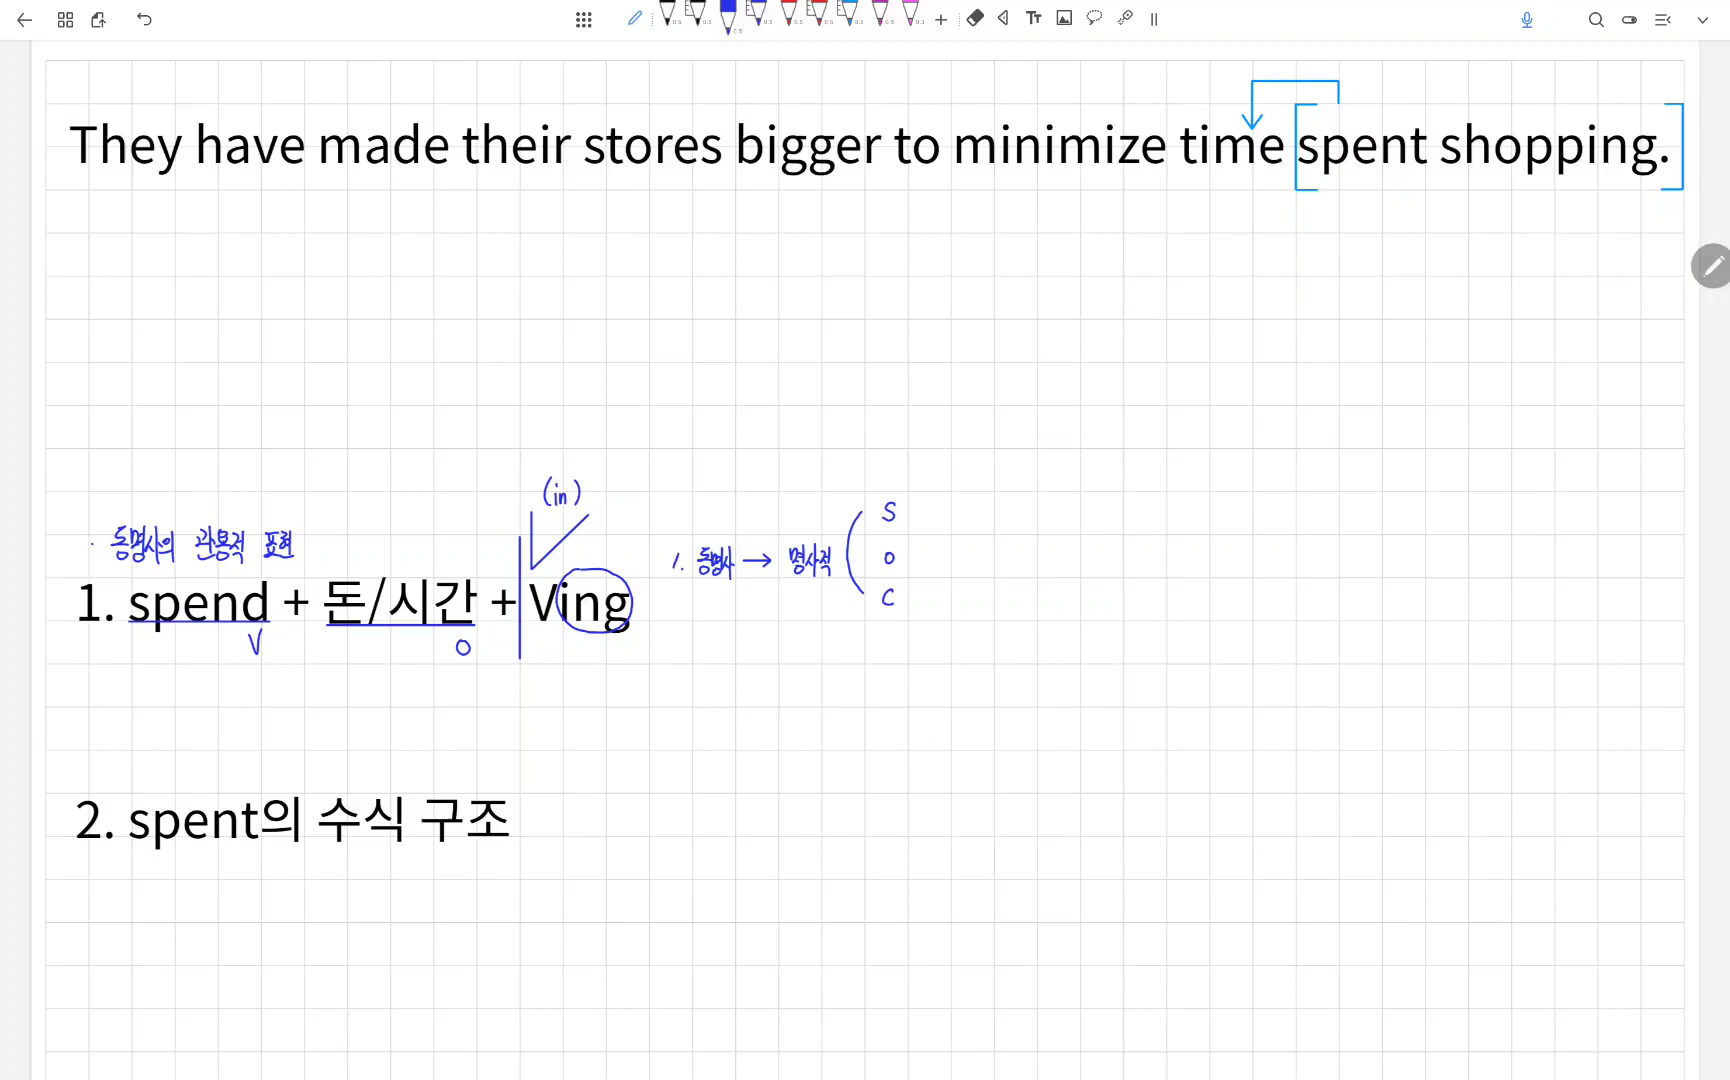 They have made their stores bigger to minimize time spent shopping.
(in)
· 동명사의 관용적 표현
1. spend + 돈/시간 + Ving
V
O
1. 동명사 → 명사적
S
O
C
2. spent의 수식 구조